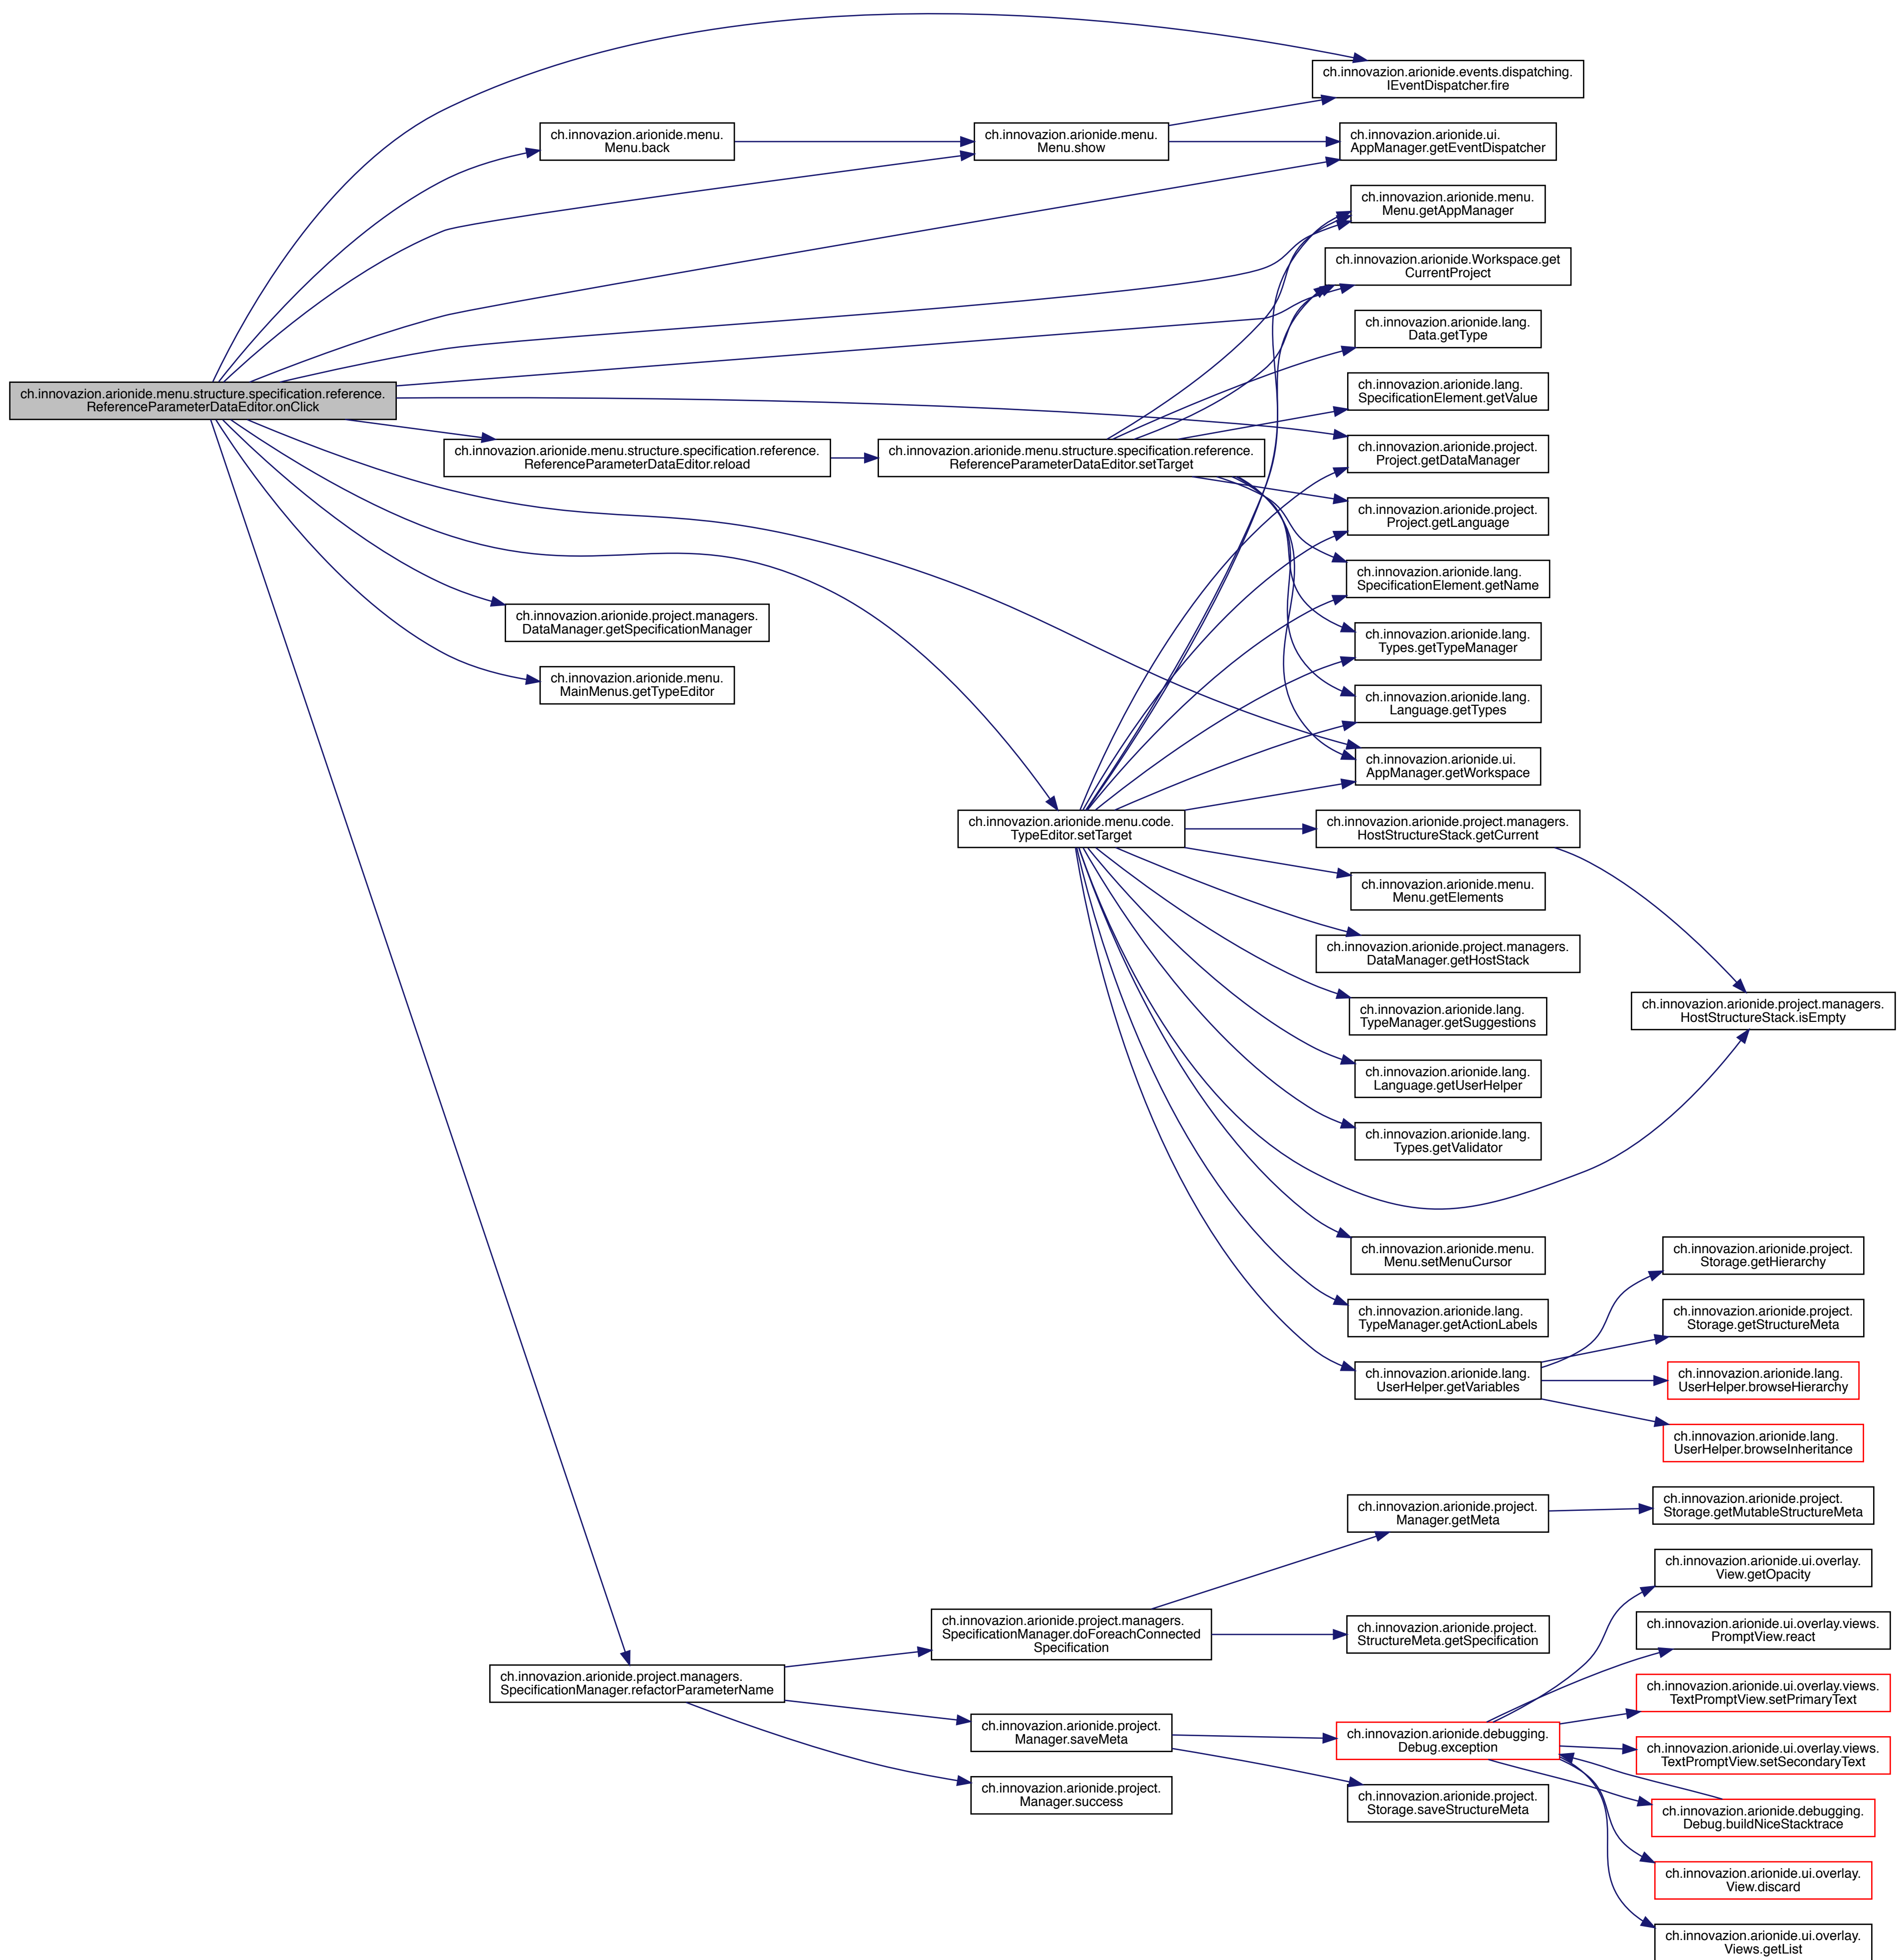 ch.innovazion.arionide.events.dispatching.
IEventDispatcher.fire
ch.innovazion.arionide.menu.
Menu.back
ch.innovazion.arionide.menu.
Menu.show
ch.innovazion.arionide.ui.
AppManager.getEventDispatcher
ch.innovazion.arionide.menu.
Menu.getAppManager
ch.innovazion.arionide.Workspace.get
CurrentProject
ch.innovazion.arionide.lang.
Data.getType
ch.innovazion.arionide.menu.structure.specification.reference.
ReferenceParameterDataEditor.onClick
ch.innovazion.arionide.lang.
SpecificationElement.getValue
ch.innovazion.arionide.menu.structure.specification.reference.
ReferenceParameterDataEditor.reload
ch.innovazion.arionide.menu.structure.specification.reference.
ReferenceParameterDataEditor.setTarget
ch.innovazion.arionide.project.
Project.getDataManager
ch.innovazion.arionide.project.
Project.getLanguage
ch.innovazion.arionide.lang.
SpecificationElement.getName
ch.innovazion.arionide.project.managers.
DataManager.getSpecificationManager
ch.innovazion.arionide.lang.
Types.getTypeManager
ch.innovazion.arionide.menu.
MainMenus.getTypeEditor
ch.innovazion.arionide.lang.
Language.getTypes
ch.innovazion.arionide.ui.
AppManager.getWorkspace
ch.innovazion.arionide.menu.code.
TypeEditor.setTarget
ch.innovazion.arionide.project.managers.
HostStructureStack.getCurrent
ch.innovazion.arionide.menu.
Menu.getElements
ch.innovazion.arionide.project.managers.
DataManager.getHostStack
ch.innovazion.arionide.lang.
TypeManager.getSuggestions
ch.innovazion.arionide.project.managers.
HostStructureStack.isEmpty
ch.innovazion.arionide.lang.
Language.getUserHelper
ch.innovazion.arionide.lang.
Types.getValidator
ch.innovazion.arionide.menu.
Menu.setMenuCursor
ch.innovazion.arionide.project.
Storage.getHierarchy
ch.innovazion.arionide.lang.
TypeManager.getActionLabels
ch.innovazion.arionide.project.
Storage.getStructureMeta
ch.innovazion.arionide.lang.
UserHelper.getVariables
ch.innovazion.arionide.lang.
UserHelper.browseHierarchy
ch.innovazion.arionide.lang.
UserHelper.browseInheritance
ch.innovazion.arionide.project.
Manager.getMeta
ch.innovazion.arionide.project.
Storage.getMutableStructureMeta
ch.innovazion.arionide.ui.overlay.
View.getOpacity
ch.innovazion.arionide.project.managers.
SpecificationManager.doForeachConnected
Specification
ch.innovazion.arionide.project.
StructureMeta.getSpecification
ch.innovazion.arionide.ui.overlay.views.
PromptView.react
ch.innovazion.arionide.project.managers.
SpecificationManager.refactorParameterName
ch.innovazion.arionide.ui.overlay.views.
TextPromptView.setPrimaryText
ch.innovazion.arionide.project.
Manager.saveMeta
ch.innovazion.arionide.debugging.
Debug.exception
ch.innovazion.arionide.ui.overlay.views.
TextPromptView.setSecondaryText
ch.innovazion.arionide.project.
Manager.success
ch.innovazion.arionide.project.
Storage.saveStructureMeta
ch.innovazion.arionide.debugging.
Debug.buildNiceStacktrace
ch.innovazion.arionide.ui.overlay.
View.discard
ch.innovazion.arionide.ui.overlay.
Views.getList